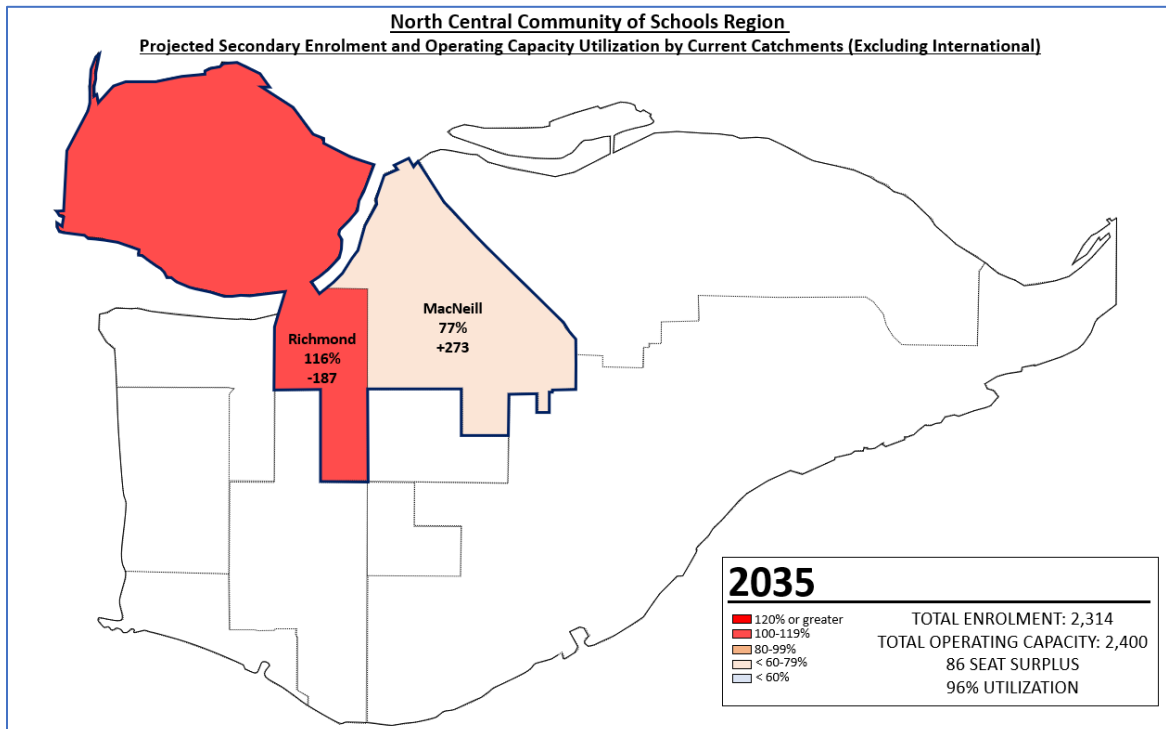 North Central Community of Schools Region
Projected Secondary Enrolment and Operating Capacity Utilization by Current Catchments (Excluding International)
MacNeill
77%
+273
Richmond
116%
-187
2035
120% or greater
100-119%
80-99%
< 60-79%
< 60%
TOTAL ENROLMENT: 2,314
TOTAL OPERATING CAPACITY: 2,400
86 SEAT SURPLUS
96% UTILIZATION